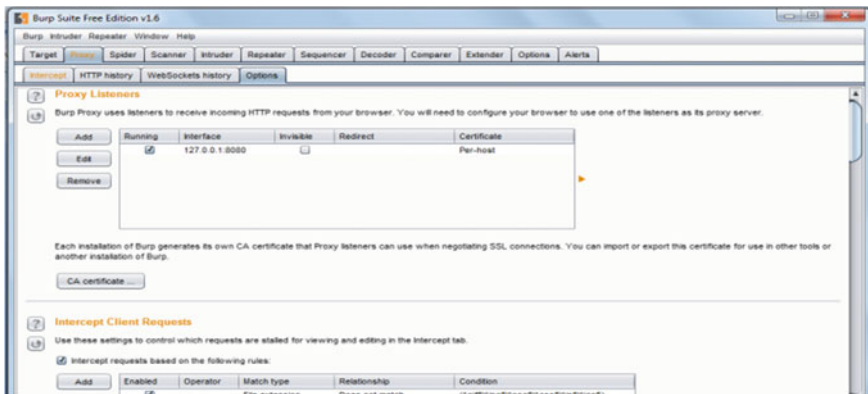 Burp Suite Free Edition v1.6
Burp Intruder Repeater Window Help
Target Proxy Spider Scanner Intruder Repeater Sequencer Decoder Comparer Extender Options Alerts
Intercept HTTP history WebSockets history Options
? Proxy Listeners
Burp Proxy uses listeners to receive incoming HTTP requests from your browser. You will need to configure your browser to use one of the listeners as its proxy server.
Add Running Interface Invisible Redirect Certificate
127.0.0.1:8080 Per-host
Edit
Remove
Each installation of Burp generates its own CA certificate that Proxy listeners can use when negotiating SSL connections. You can import or export this certificate for use in other tools or
another installation of Burp.
CA certificate ...
? Intercept Client Requests
Use these settings to control which requests are stalled for viewing and editing in the Intercept tab.
Intercept requests based on the following rules:
Add Enabled Operator Match type Relationship Condition